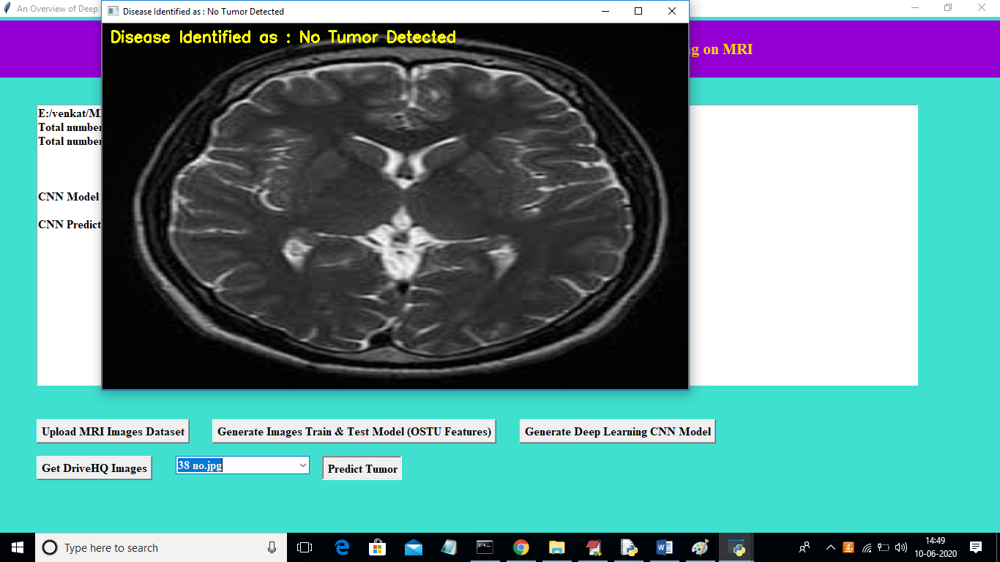 An Overview of Deep
Disease Identified as : No Tumor Detected
Disease Identified as : No Tumor Detected
on MRI
E:/venkat/M
Total number
Total number
CNN Model
CNN Predict
Upload MRI Images Dataset
Generate Images Train & Test Model (OSTU Features)
Generate Deep Learning CNN Model
Get DriveHQ Images
38 no.jpg
Predict Tumor
Type here to search
14:49
10-06-2020